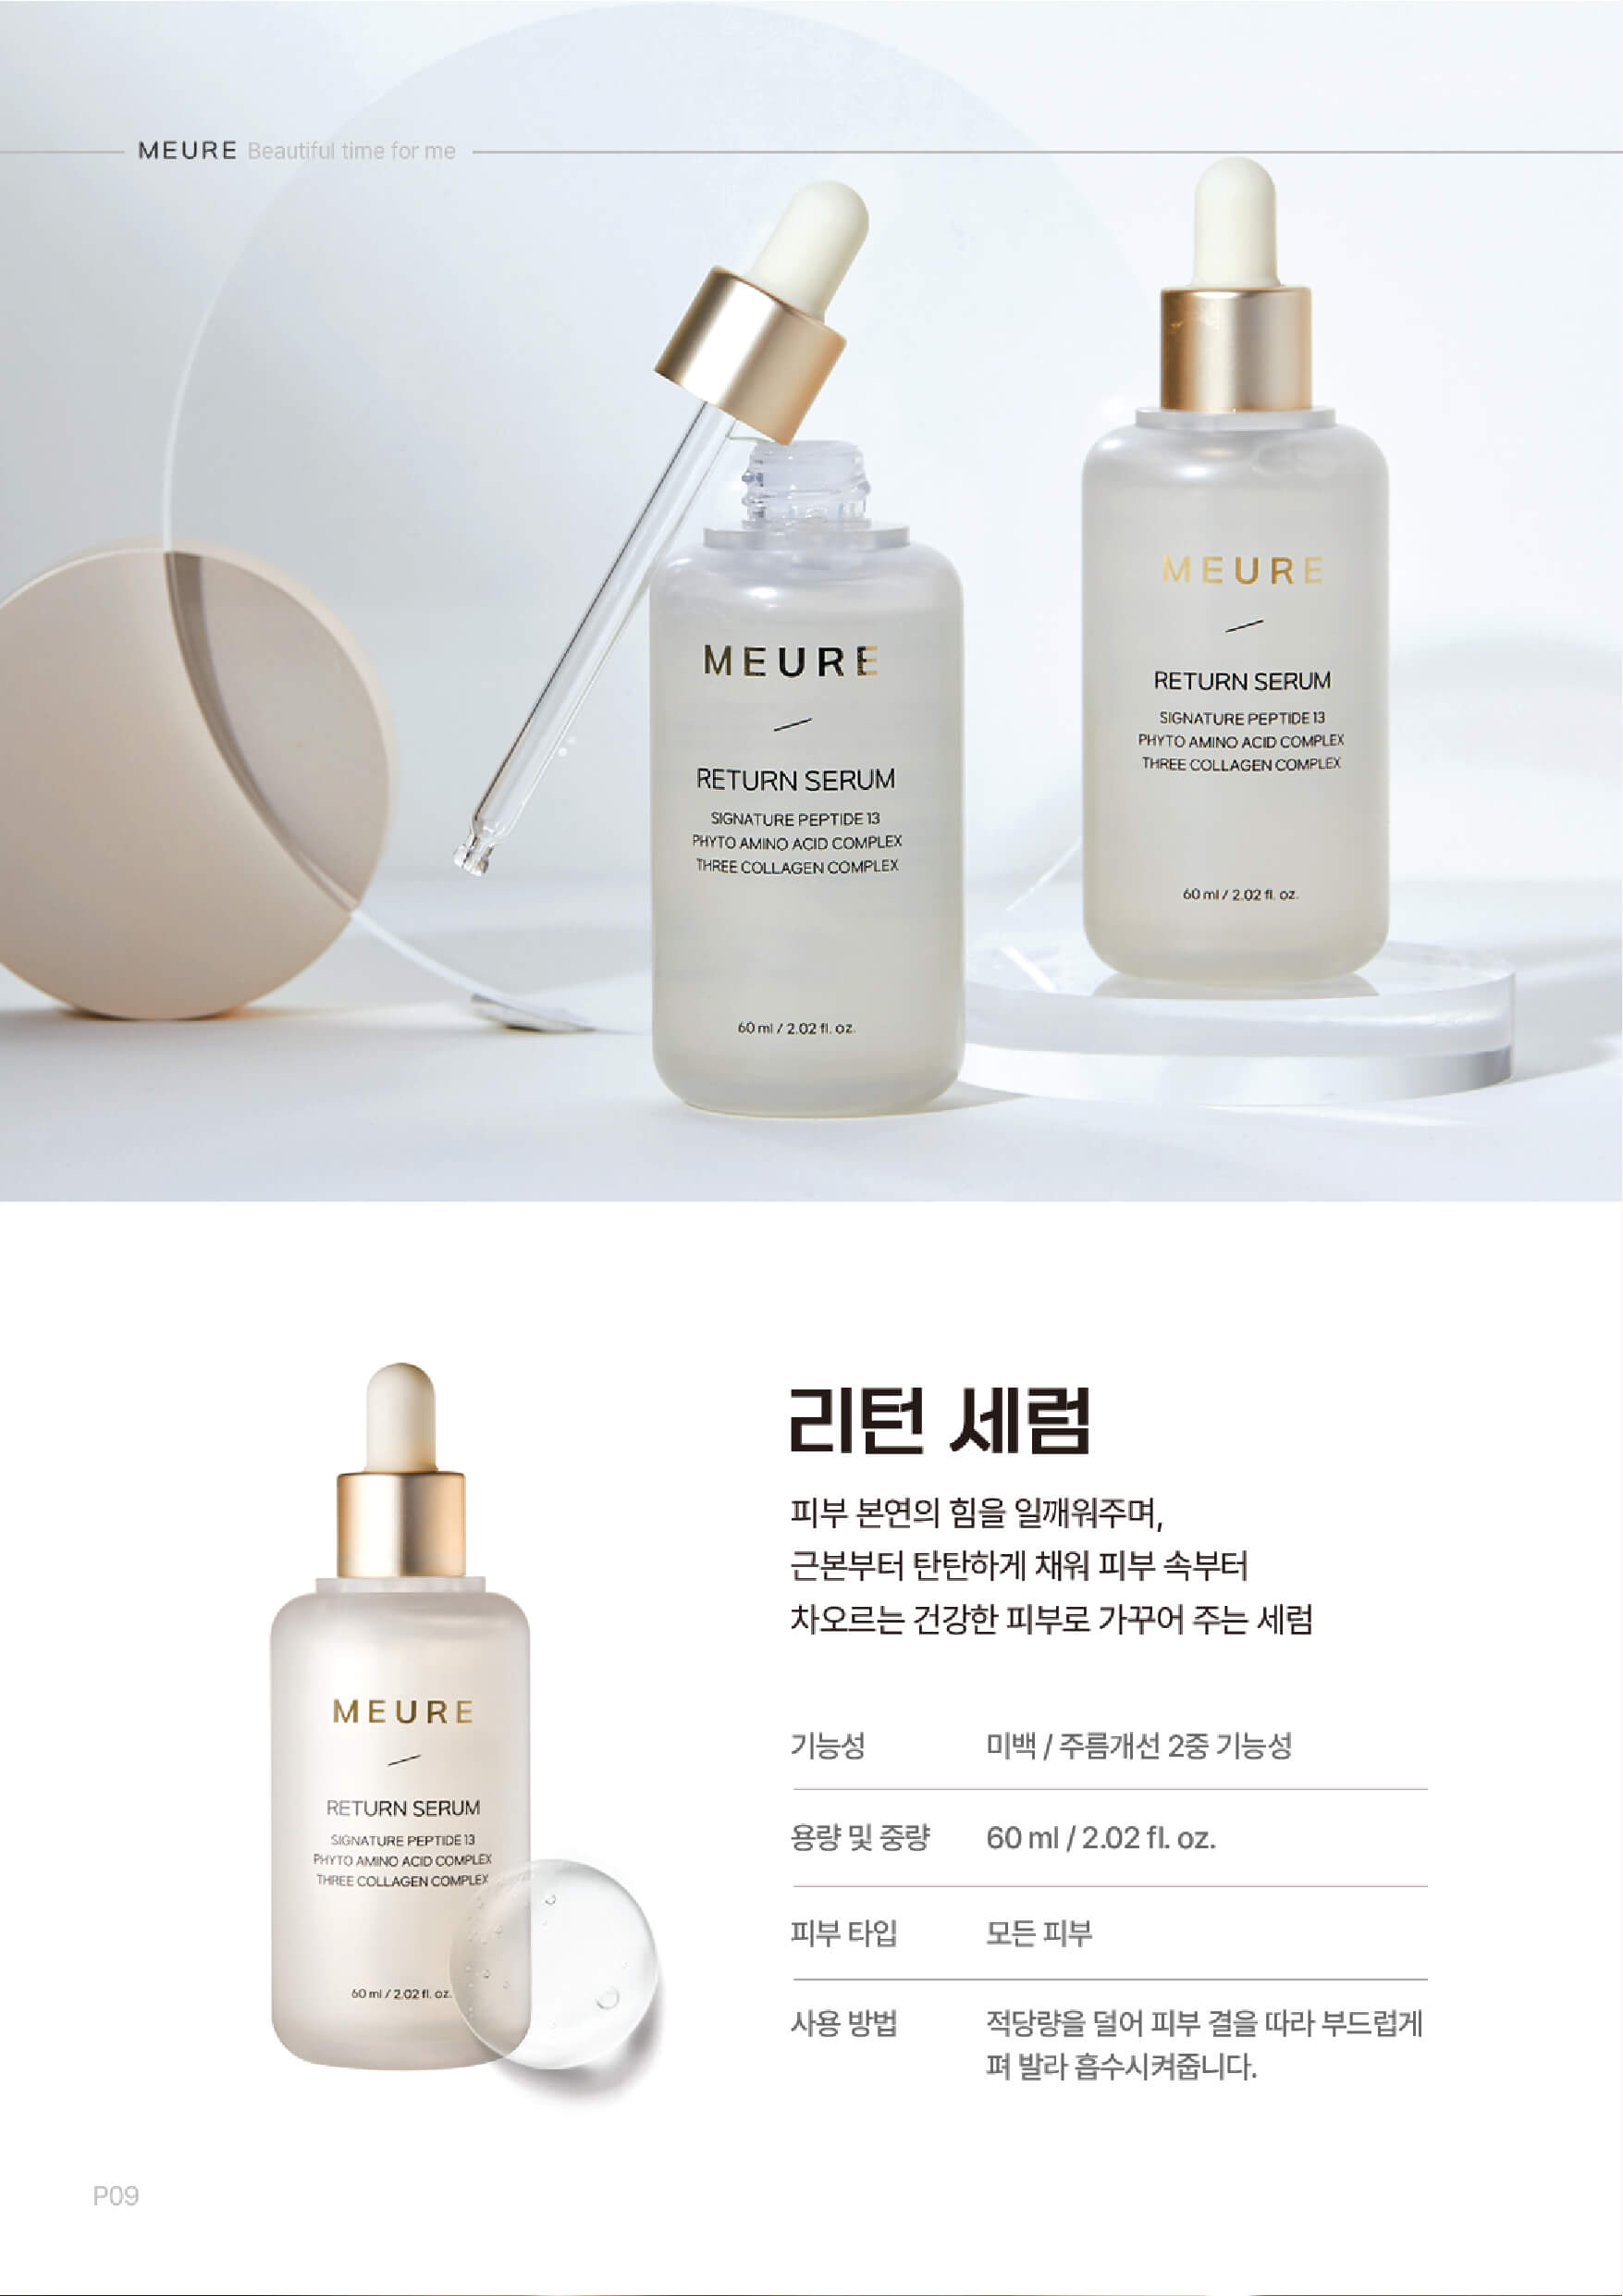 MEURE Beautiful time for me
MEURE
RETURN SERUM
SIGNATURE PEPTIDE 13
PHYTO AMINO ACID COMPLEX
THREE COLLAGEN COMPLEX
60 ml / 2.02 fl. oz.
MEURE
RETURN SERUM
SIGNATURE PEPTIDE 13
PHYTO AMINO ACID COMPLEX
THREE COLLAGEN COMPLEX
60 ml / 2.02 fl. oz.
MEURE
RETURN SERUM
SIGNATURE PEPTIDE 13
PHYTO AMINO ACID COMPLEX
THREE COLLAGEN COMPLEX
60 ml / 2.02 fl. oz.
리턴 세럼
피부 본연의 힘을 일깨워주며,
근본부터 탄탄하게 채워 피부 속부터
차오르는 건강한 피부로 가꾸어 주는 세럼
기능성 미백 / 주름개선 2중 기능성
용량 및 중량 60 ml / 2.02 fl. oz.
피부 타입 모든 피부
사용 방법 적당량을 덜어 피부 결을 따라 부드럽게
펴 발라 흡수시켜줍니다.
P09